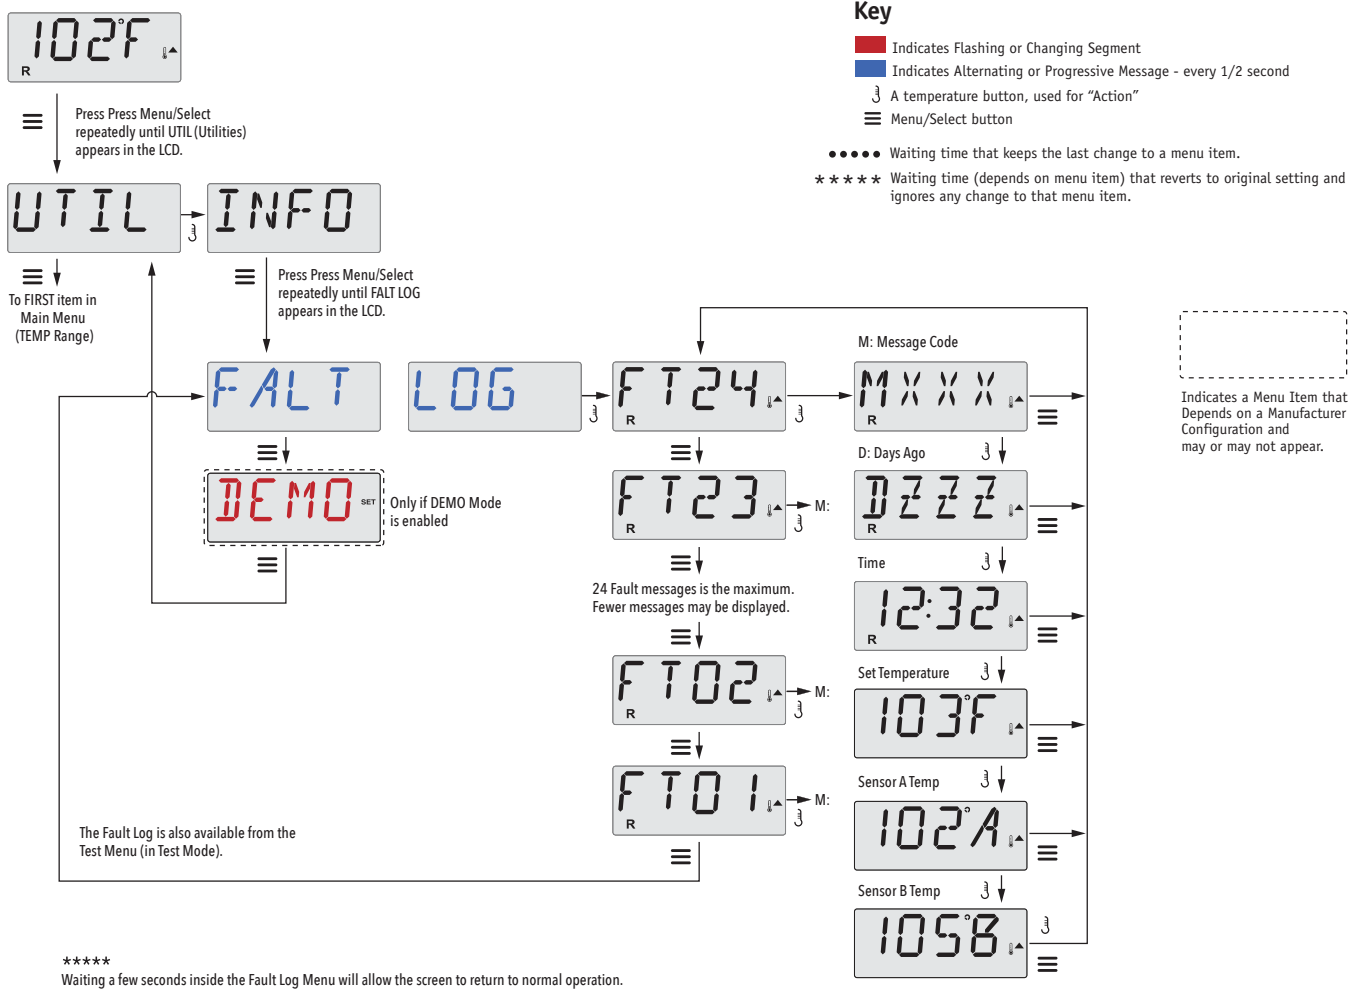 Key
Indicates Flashing or Changing Segment
Indicates Alternating or Progressive Message - every 1/2 second
A temperature button, used for “Action”
Menu/Select button
••••• Waiting time that keeps the last change to a menu item.
***** Waiting time (depends on menu item) that reverts to original setting and
ignores any change to that menu item.
102°F
R
Press Press Menu/Select
repeatedly until UTIL (Utilities)
appears in the LCD.
UTIL
INFO
To FIRST item in
Main Menu
(TEMP Range)
Press Press Menu/Select
repeatedly until FALT LOG
appears in the LCD.
FALT
LOG
DEMO
SET
Only if DEMO Mode
is enabled
FT24
R
FT23
R
M:
24 Fault messages is the maximum.
Fewer messages may be displayed.
FT02
R
M:
FT01
R
M:
M: Message Code
MXXX
R
D: Days Ago
DZZZ
R
Time
12:32
R
Set Temperature
103°F
Sensor A Temp
102°A
Sensor B Temp
105°B
Indicates a Menu Item that
Depends on a Manufacturer
Configuration and
may or may not appear.
The Fault Log is also available from the
Test Menu (in Test Mode).
*****
Waiting a few seconds inside the Fault Log Menu will allow the screen to return to normal operation.